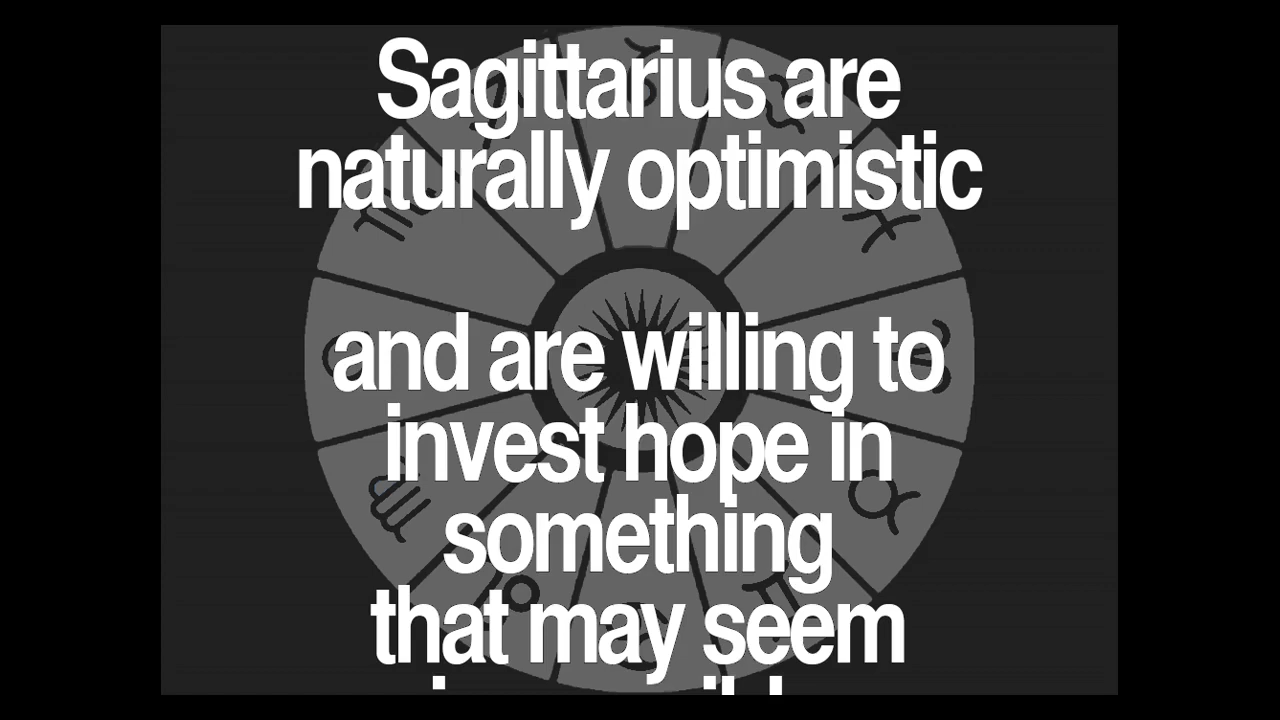 Sagittarius are
naturally optimistic
and are willing to
invest hope in
something
that may seem